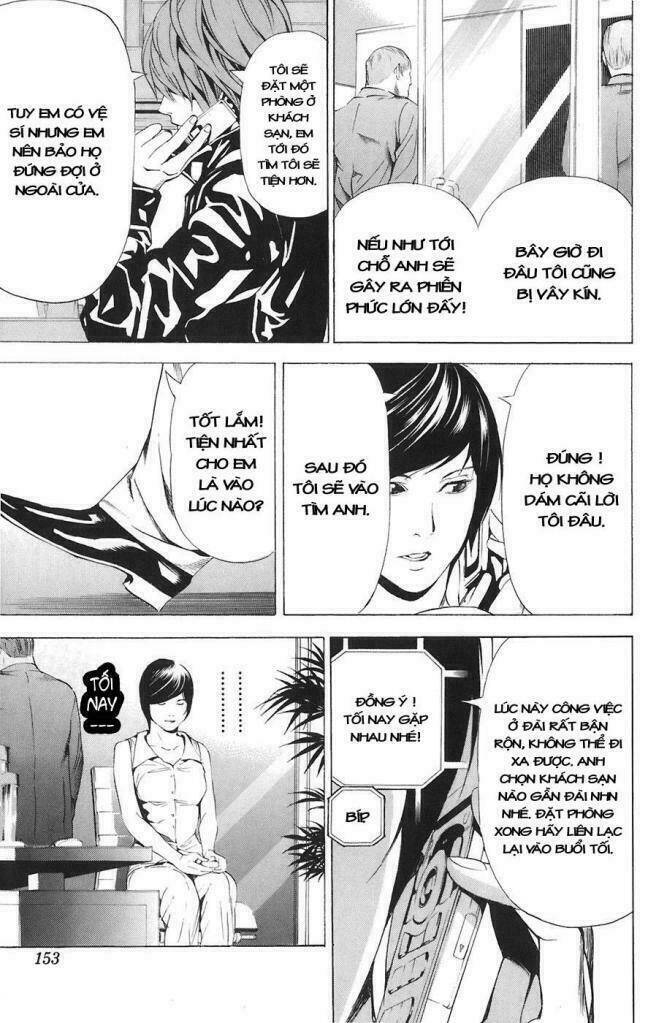 BÂY GIỜ ĐI
ĐÂU TÔI CŨNG
BỊ VÂY KÍN.
NẾU NHƯ TỚI
CHỖ ANH SẼ
GÂY RA PHIỀN
PHỨC LỚN ĐẤY!
TÔI SẼ
ĐẶT MỘT
PHÒNG Ở
KHÁCH
SẠN, EM
TỚI ĐÓ
TÌM TÔI SẼ
TIỆN HƠN.
TUY EM CÓ VỆ
SĨ NHƯNG EM
NÊN BẢO HỌ
ĐỨNG ĐỢI Ở
NGOÀI CỬA.
ĐÚNG !
HỌ KHÔNG
DÁM CÃI LỜI
TÔI ĐÂU.
SAU ĐÓ
TÔI SẼ VÀO
TÌM ANH.
TỐT LẮM!
TIỆN NHẤT
CHO EM
LÀ VÀO
LÚC NÀO?
LÚC NÀY CÔNG VIỆC
Ở ĐÀI RẤT BẬN
RỘN, KHÔNG THỂ ĐI
XA ĐƯỢC. ANH
CHỌN KHÁCH SẠN
NÀO GẦN ĐÀI NHN
NHÉ. ĐẶT PHÒNG
XONG HÃY LIÊN LẠC
LẠI VÀO BUỔI TỐI.
ĐỒNG Ý !
TỐI NAY GẶP
NHAU NHÉ!
BÍP
.........
TỐI
NAY
---
153